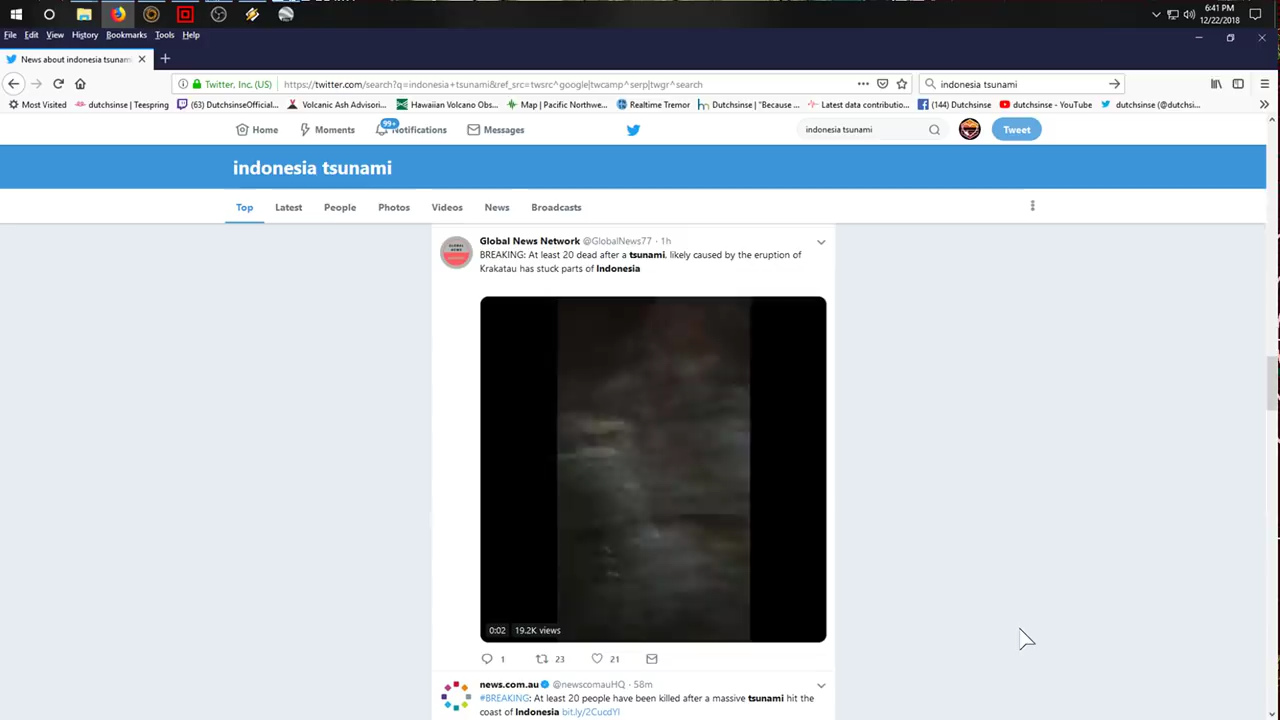 6:41 PM
12/22/2018
File Edit View History Bookmarks Tools Help
News about indonesia tsunam
Twitter, Inc. (US) https://twitter.com/search?q=indonesia+tsunami&ref_src=twsrc^google|twcamp^serp|twgr^search indonesia tsunami
Most Visited dutchsinse | Teespring (63) DutchsinseOfficial... Volcanic Ash Advisori... Hawaiian Volcano Obs... Map | Pacific Northwe... Realtime Tremor Dutchsinse | "Because ... Latest data contributio... (144) Dutchsinse dutchsinse - YouTube dutchsinse (@dutchsi...
Home Moments 99+ Notifications Messages indonesia tsunami Tweet
indonesia tsunami
Top Latest People Photos Videos News Broadcasts
Global News Network @GlobalNews77 · 1h
BREAKING: At least 20 dead after a tsunami, likely caused by the eruption of
Krakatau has stuck parts of Indonesia
0:02 19.2K views
1 23 21
news.com.au @newscomauHQ · 58m
#BREAKING: At least 20 people have been killed after a massive tsunami hit the
coast of Indonesia bit.ly/2CucdYl